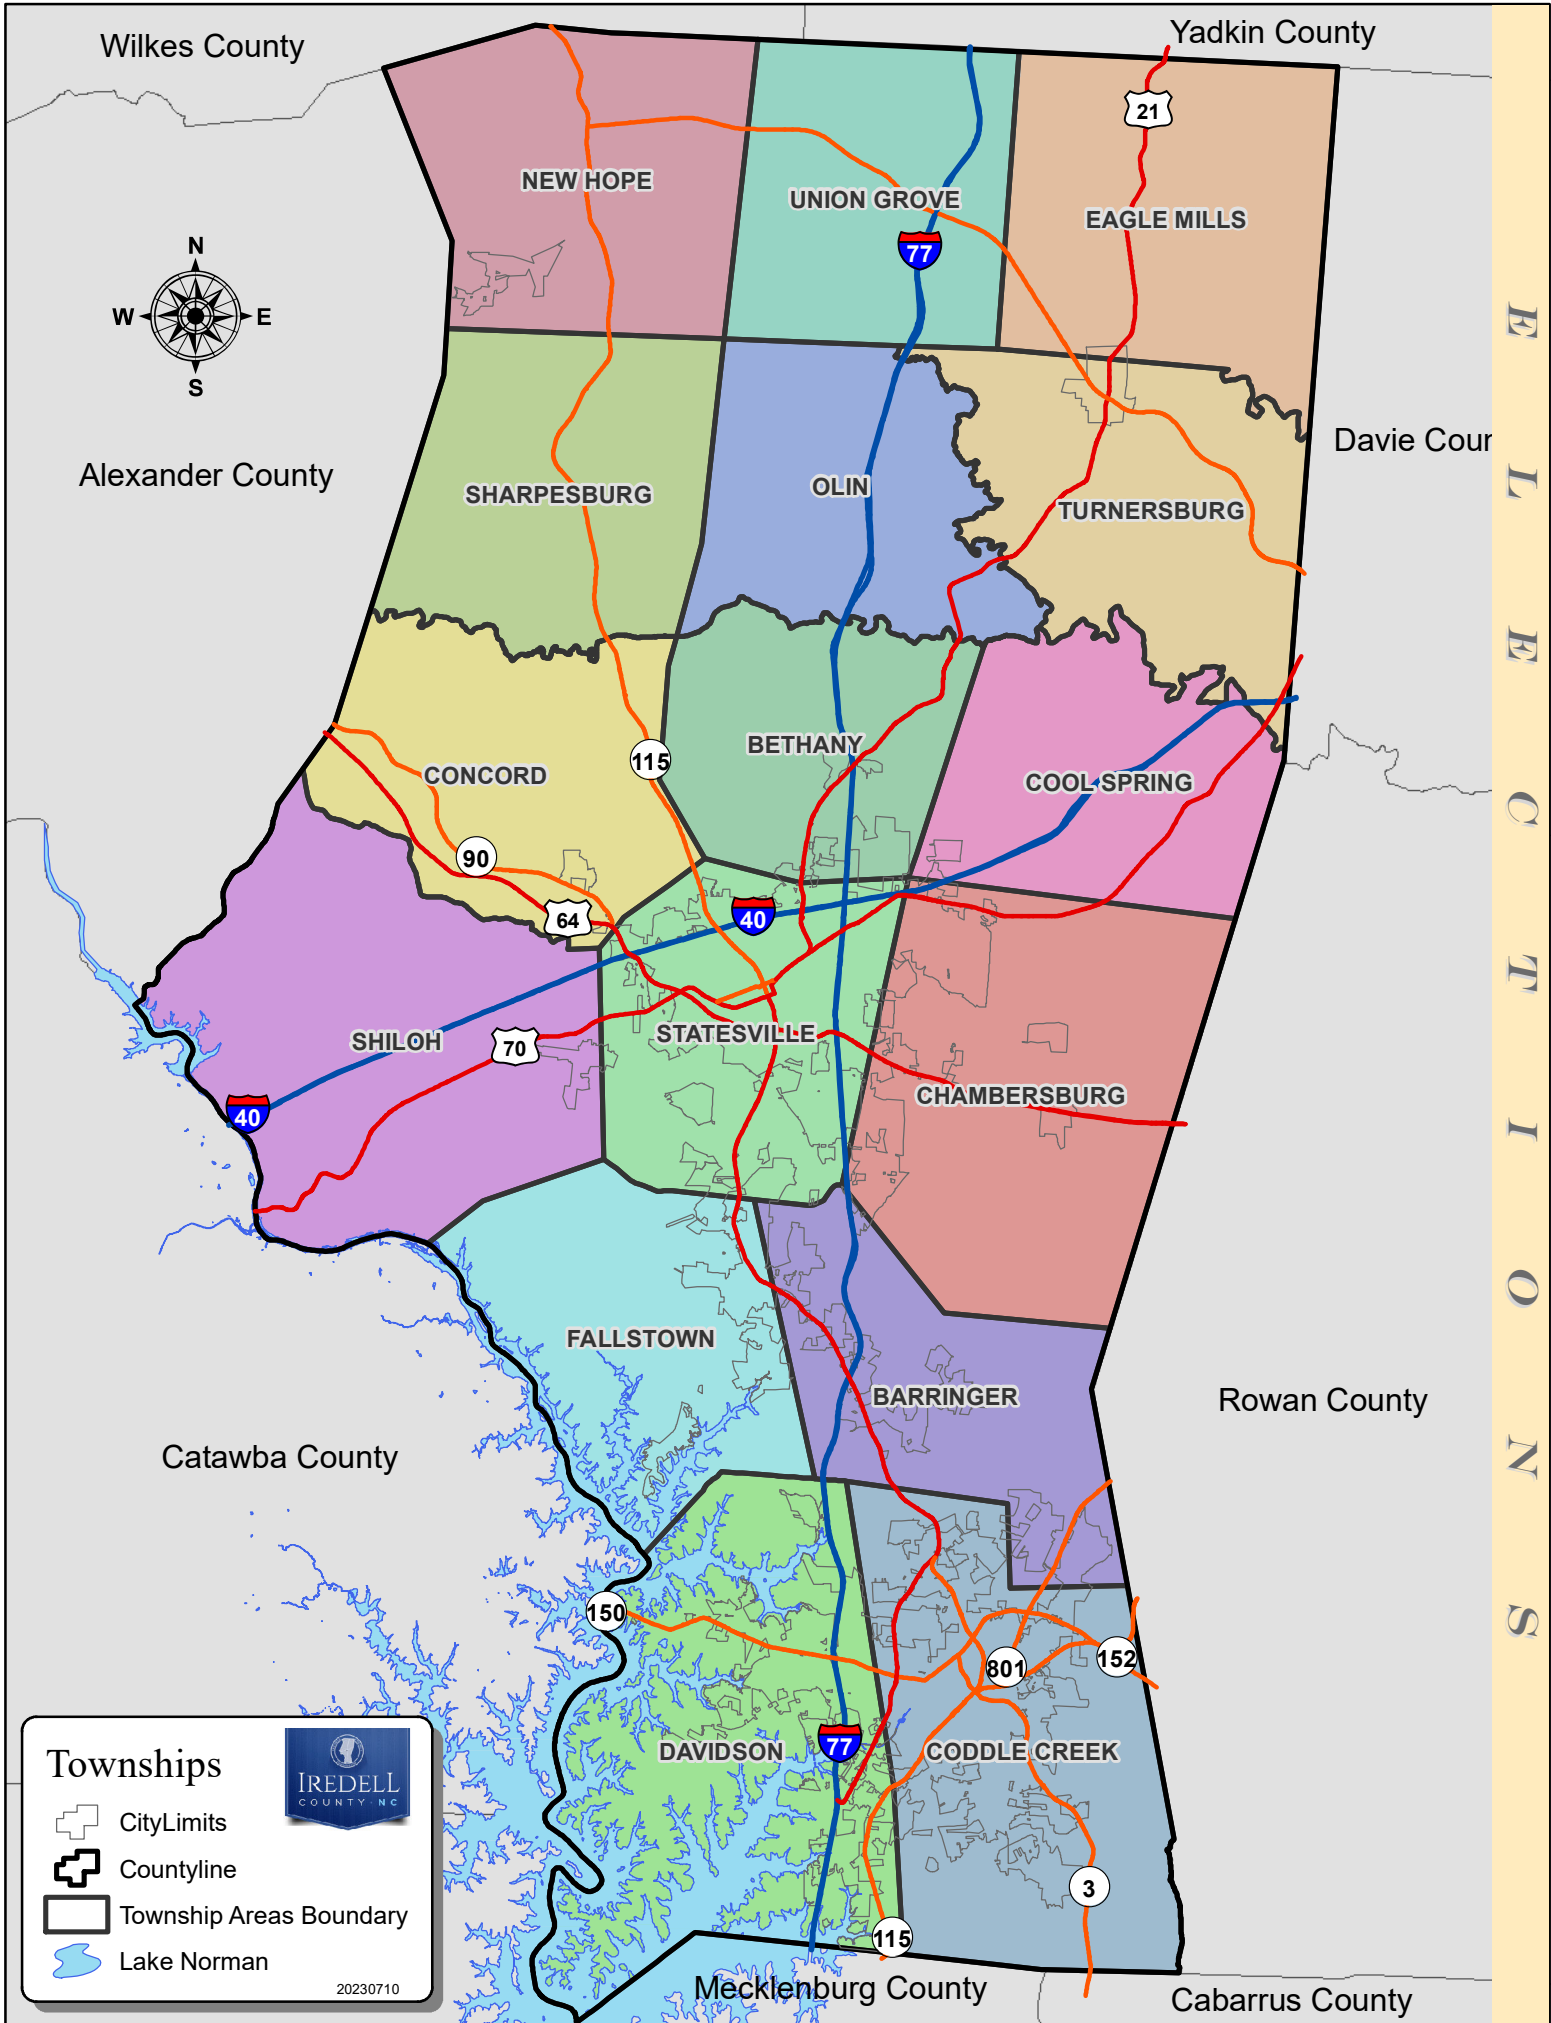 Wilkes County
Yadkin County
21
NEW HOPE
UNION GROVE
EAGLE MILLS
77
N
W
E
S
Davie Cour
Alexander County
SHARPESBURG
OLIN
TURNERSBURG
BETHANY
115
CONCORD
COOL SPRING
90
64
40
SHILOH
70
STATESVILLE
40
CHAMBERSBURG
FALLSTOWN
BARRINGER
Rowan County
Catawba County
150
801
152
77
DAVIDSON
CODDLE CREEK
3
115
Mecklenburg County
Cabarrus County
Townships
IREDELL
COUNTY NC
CityLimits
Countyline
Township Areas Boundary
Lake Norman
20230710
ELECTIONS